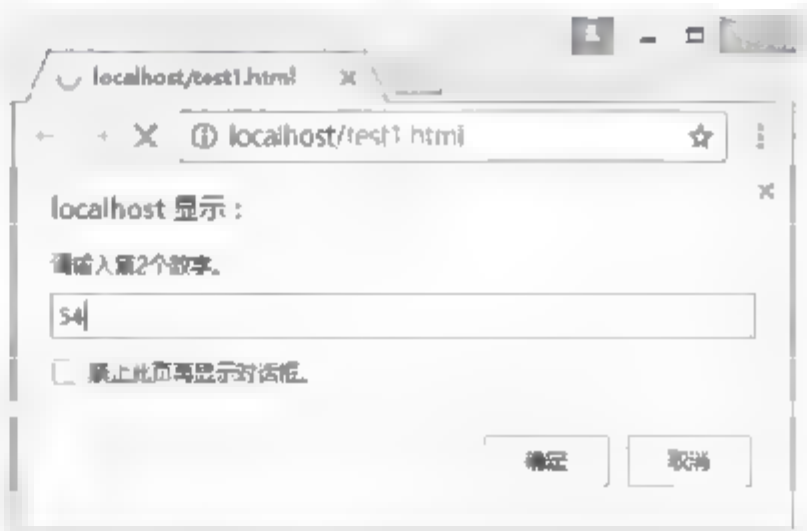 localhost/test1.html
localhost/test1.html
localhost 显示：
请输入第2个数字。
54
禁止此页再显示对话框。
确定
取消